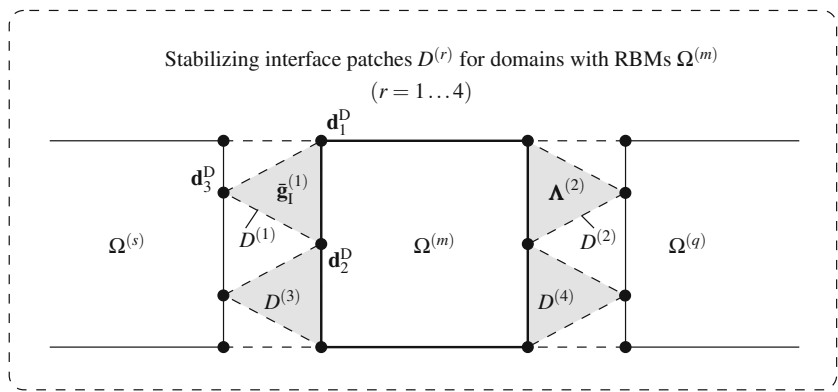 Stabilizing interface patches D^(r) for domains with RBMs Ω^(m)
(r = 1…4)
d_1^D
d_3^D
ḡ_I^(1)
Λ^(2)
Ω^(s)
D^(1)
d_2^D
Ω^(m)
D^(2)
Ω^(q)
D^(3)
D^(4)